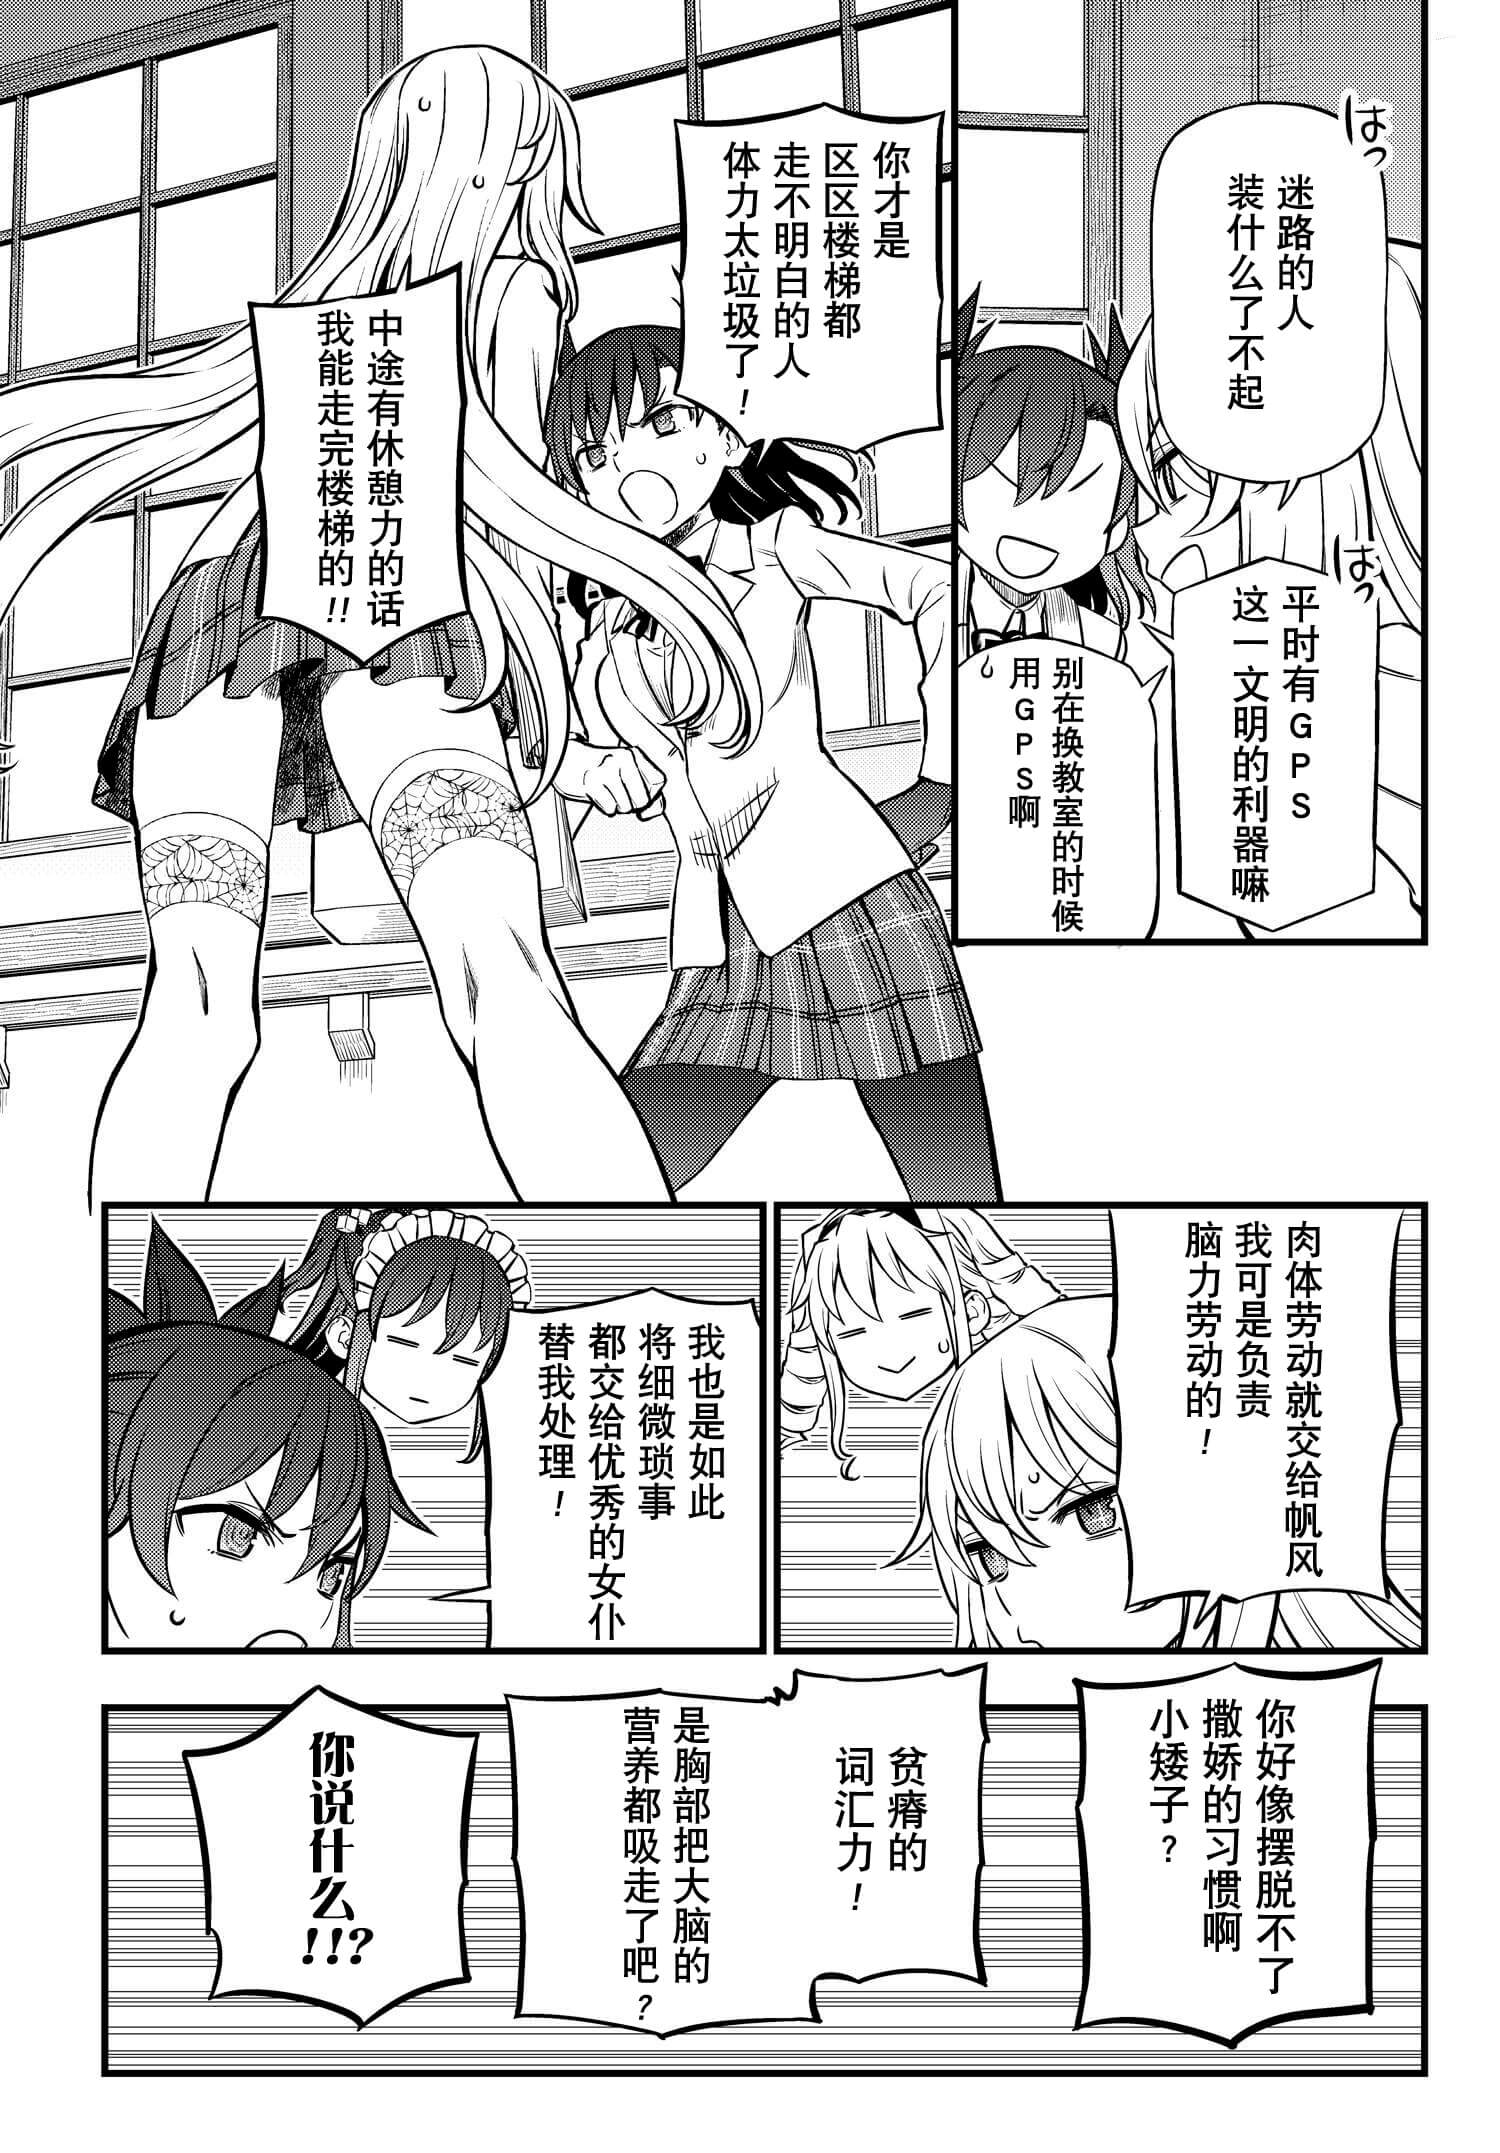 はっ
迷路的人
装什么了不起
はっ
平时有GPS
这一文明的利器嘛
别在换教室的时候
用GPS啊
你才是
区区楼梯都
走不明白的人
体力太垃圾了！
中途有休憩力的话
我能走完楼梯的!!
肉体劳动就交给帆风
我可是负责
脑力劳动的！
我也是如此
将细微琐事
都交给优秀的女仆
替我处理！
你好像摆脱不了
撒娇的习惯啊
小矮子？
贫瘠的
词汇力！
是胸部把大脑的
营养都吸走了吧？
你说什么!!?